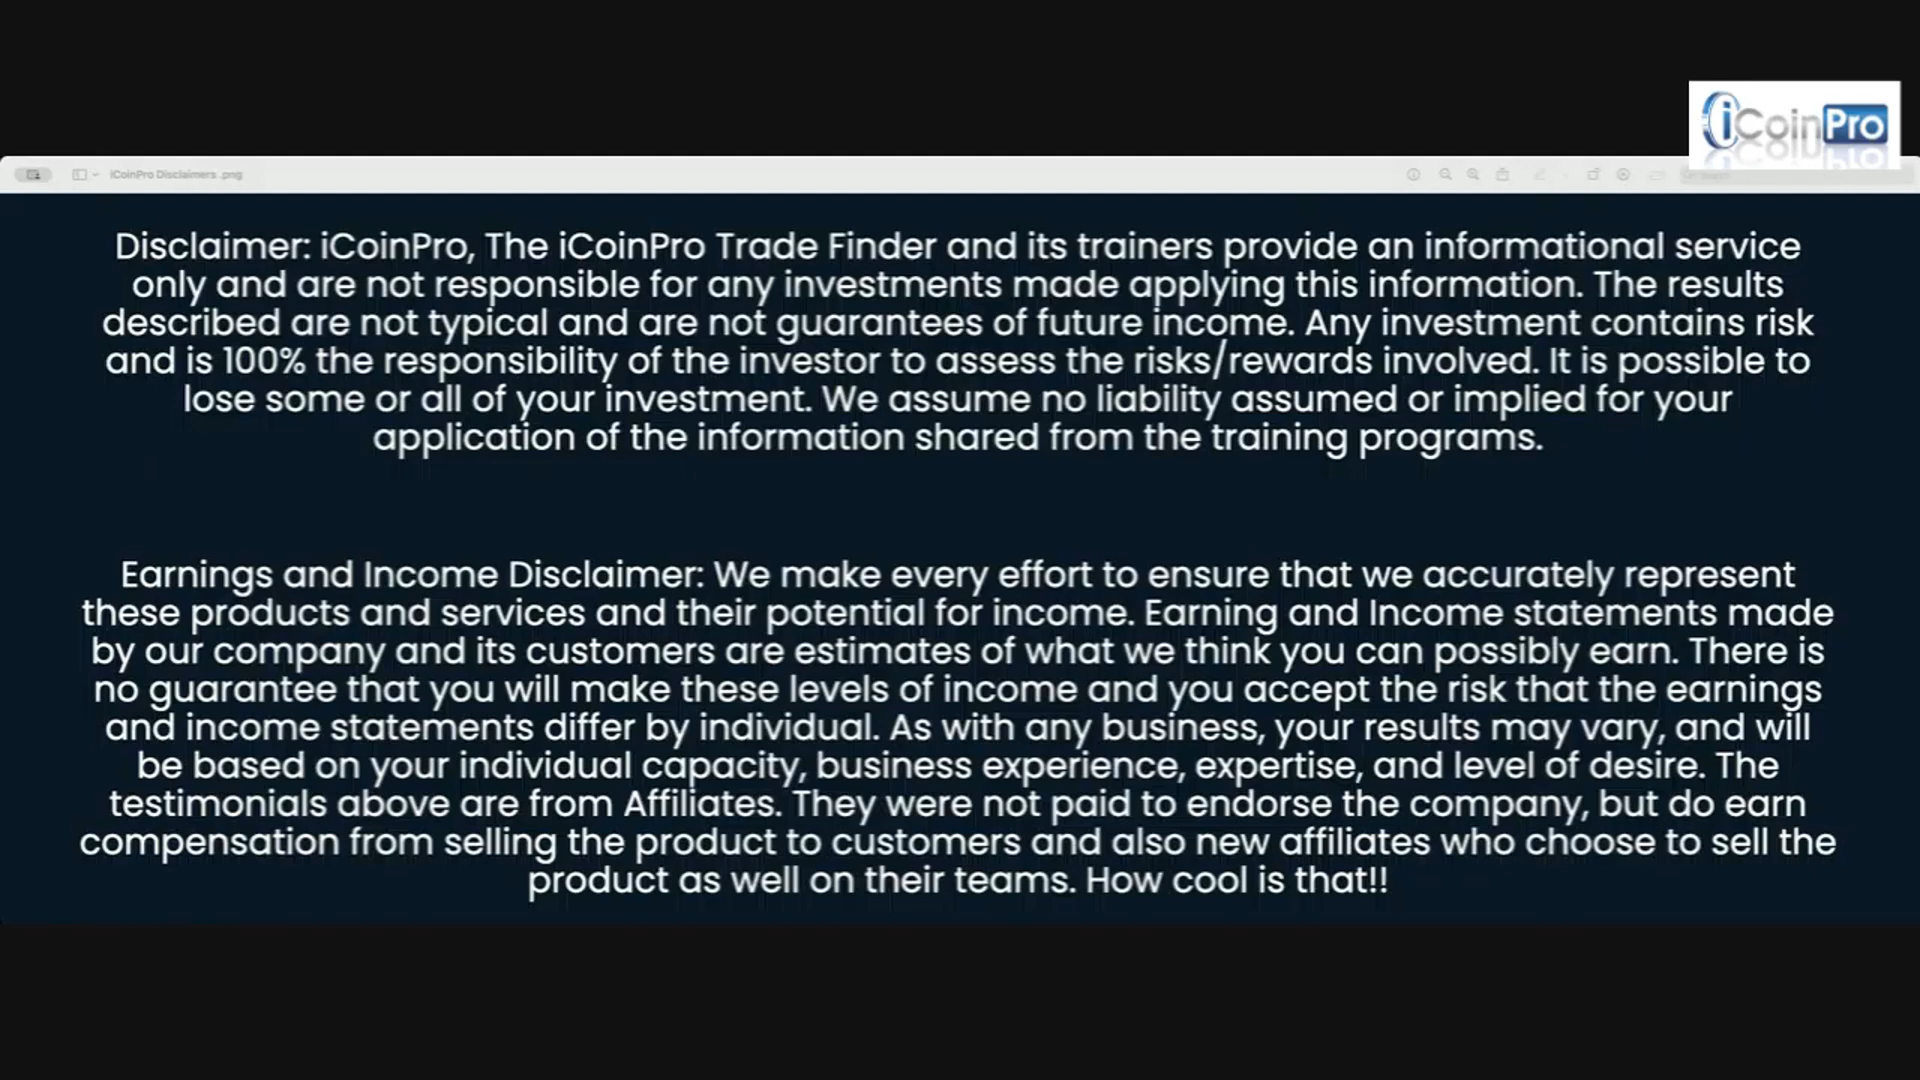 iCoinPro
iCoinPro Disclaimers .png
Disclaimer: iCoinPro, The iCoinPro Trade Finder and its trainers provide an informational service
only and are not responsible for any investments made applying this information. The results
described are not typical and are not guarantees of future income. Any investment contains risk
and is 100% the responsibility of the investor to assess the risks/rewards involved. It is possible to
lose some or all of your investment. We assume no liability assumed or implied for your
application of the information shared from the training programs.
Earnings and Income Disclaimer: We make every effort to ensure that we accurately represent
these products and services and their potential for income. Earning and Income statements made
by our company and its customers are estimates of what we think you can possibly earn. There is
no guarantee that you will make these levels of income and you accept the risk that the earnings
and income statements differ by individual. As with any business, your results may vary, and will
be based on your individual capacity, business experience, expertise, and level of desire. The
testimonials above are from Affiliates. They were not paid to endorse the company, but do earn
compensation from selling the product to customers and also new affiliates who choose to sell the
product as well on their teams. How cool is that!!